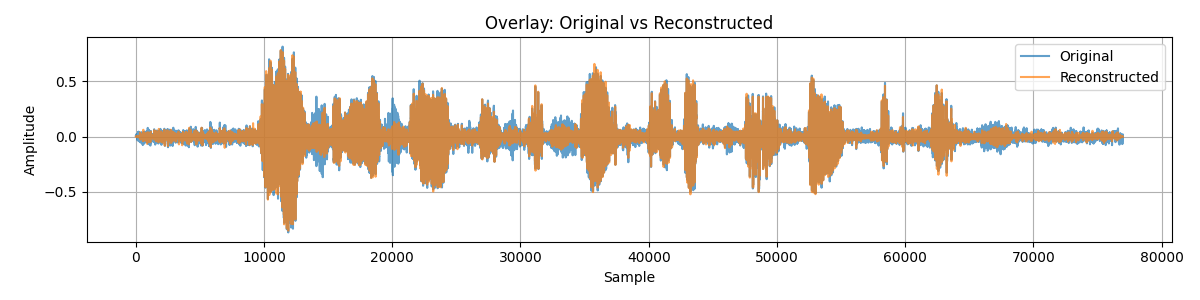 Overlay: Original vs Reconstructed
Original
Reconstructed
Amplitude
0.5
0.0
−0.5
0 10000 20000 30000 40000 50000 60000 70000 80000
Sample